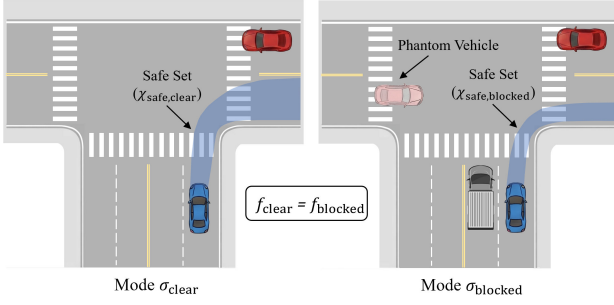 Safe Set
(χsafe,clear)
Phantom Vehicle
Safe Set
(χsafe,blocked)
fclear = fblocked
Mode σclear
Mode σblocked